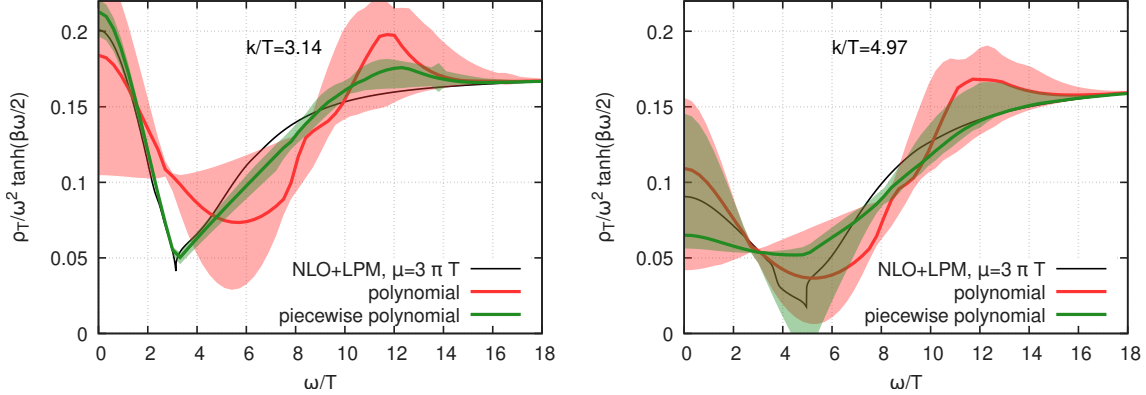 ρ_T/ω² tanh(βω/2)
0.2
0.15
0.1
0.05
0
k/T=3.14
NLO+LPM, μ=3 π T
polynomial
piecewise polynomial
0 2 4 6 8 10 12 14 16 18
ω/T
ρ_T/ω² tanh(βω/2)
0.2
0.15
0.1
0.05
0
k/T=4.97
NLO+LPM, μ=3 π T
polynomial
piecewise polynomial
0 2 4 6 8 10 12 14 16 18
ω/T